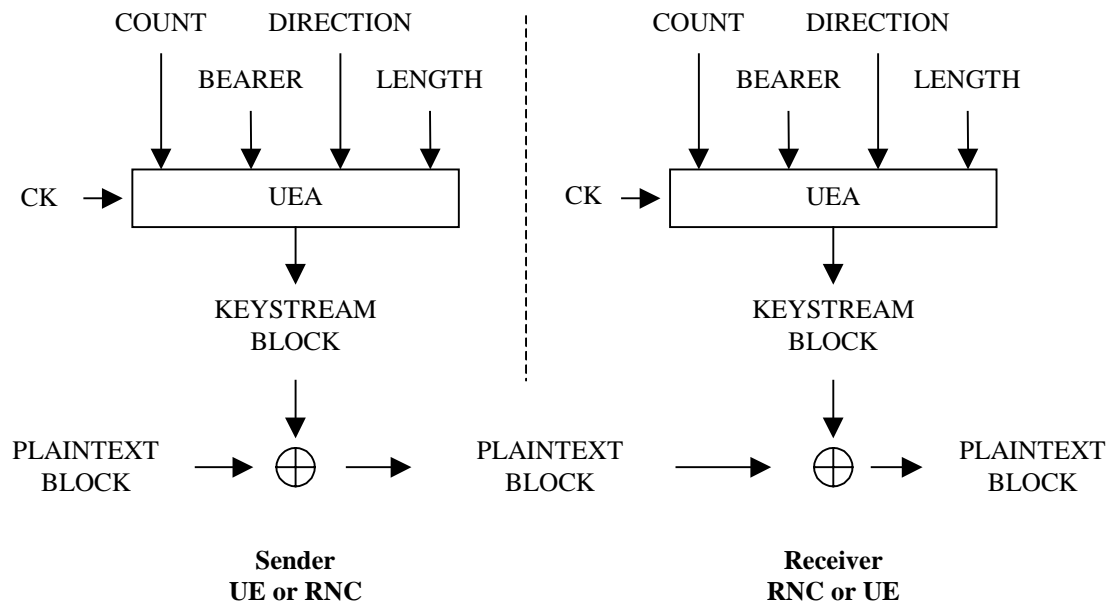 COUNT DIRECTION COUNT DIRECTION
BEARER LENGTH BEARER LENGTH
CK UEA CK UEA
KEYSTREAM KEYSTREAM
BLOCK BLOCK
PLAINTEXT PLAINTEXT PLAINTEXT
BLOCK BLOCK BLOCK
Sender Receiver
UE or RNC RNC or UE